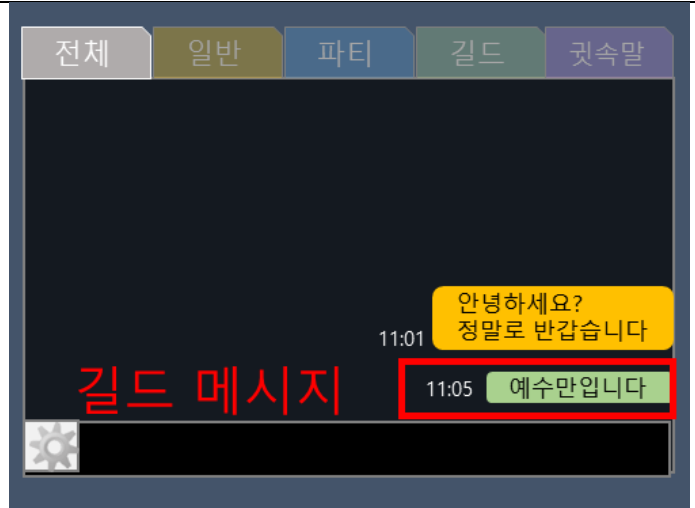 전체 일반 파티 길드 귓속말
안녕하세요?
정말로 반갑습니다
11:01
길드 메시지
11:05 예수만입니다